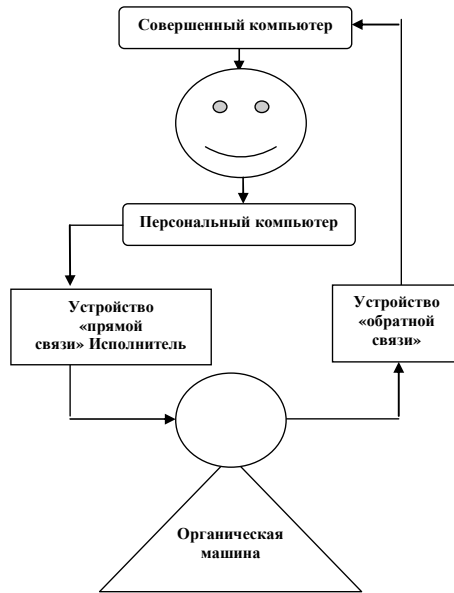 Совершенный компьютер
Персональный компьютер
Устройство
«прямой
связи» Исполнитель
Устройство
«обратной
связи»
Органическая
машина